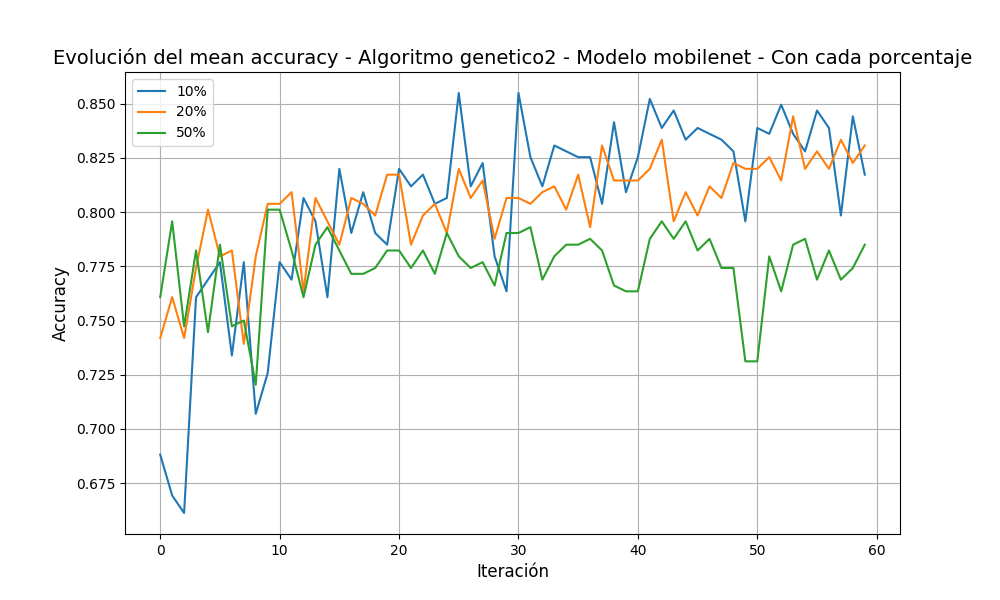 Evolución del mean accuracy - Algoritmo genetico2 - Modelo mobilenet - Con cada porcentaje
10%
20%
50%
0.850
0.825
0.800
0.775
0.750
0.725
0.700
0.675
Accuracy
0 10 20 30 40 50 60
Iteración